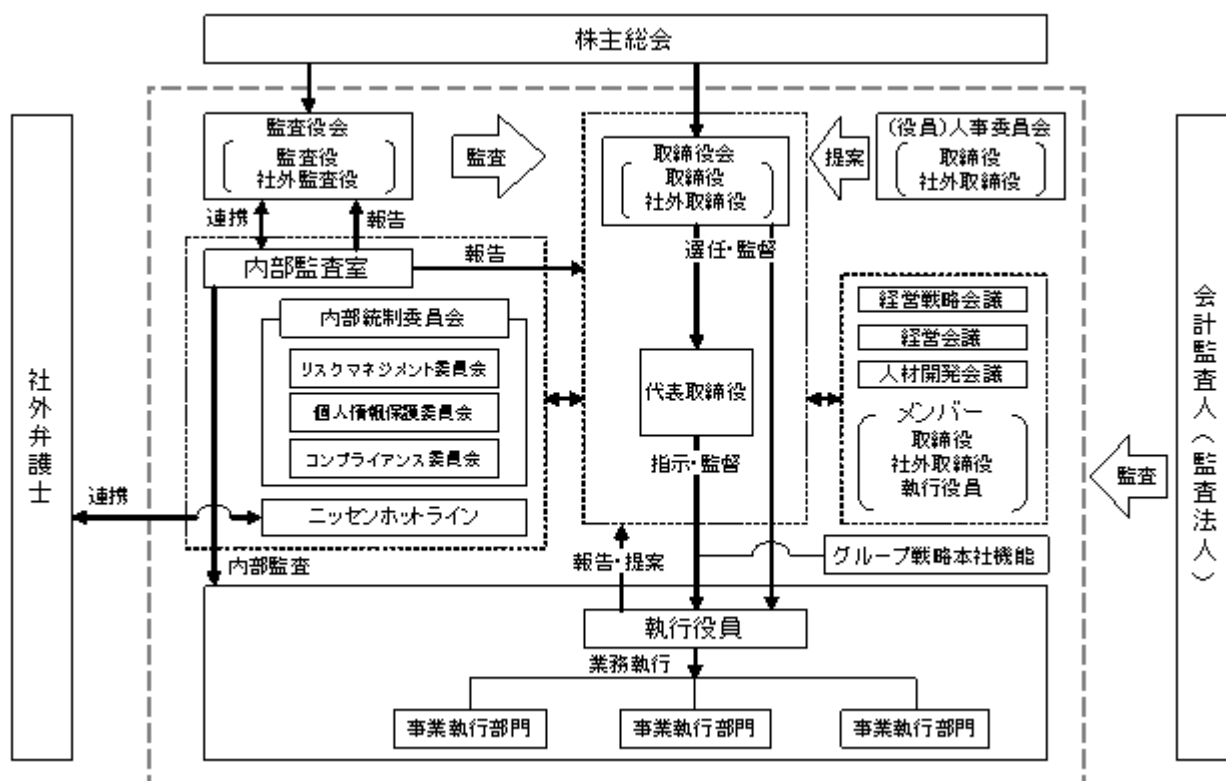 株主総会
監査役会
監査役
社外監査役
監査
取締役会
取締役
社外取締役
提案
(役員)人事委員会
取締役
社外取締役
連携
報告
内部監査室
報告
選任・監督
内部統制委員会
リスクマネジメント委員会
個人情報保護委員会
コンプライアンス委員会
ニッセンホットライン
代表取締役
指示・監督
経営戦略会議
経営会議
人材開発会議
メンバー
取締役
社外取締役
執行役員
社外弁護士
連携
会計監査人(監査法人)
監査
内部監査
報告・提案
グループ戦略本社機能
執行役員
業務執行
事業執行部門
事業執行部門
事業執行部門